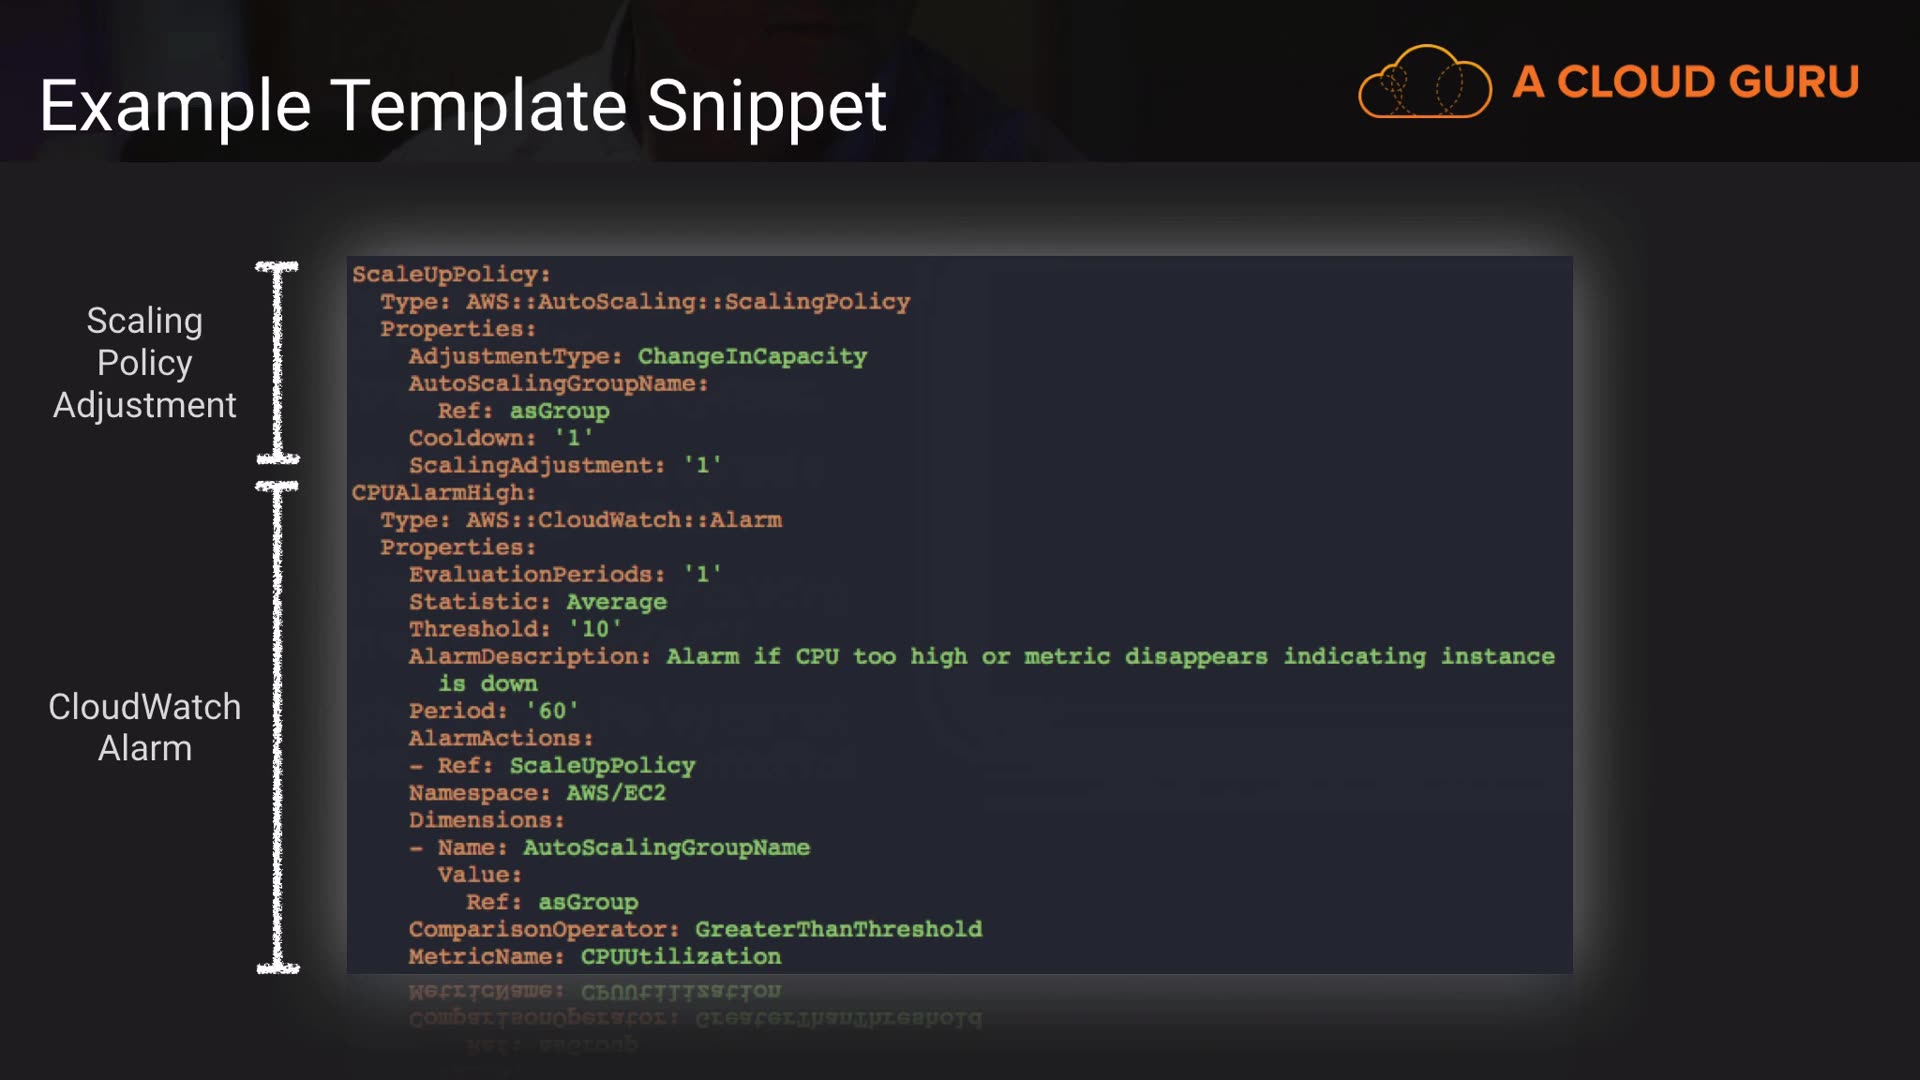 Example Template Snippet
A CLOUD GURU
Scaling
Policy
Adjustment
CloudWatch
Alarm
ScaleUpPolicy:
  Type: AWS::AutoScaling::ScalingPolicy
  Properties:
    AdjustmentType: ChangeInCapacity
    AutoScalingGroupName:
      Ref: asGroup
    Cooldown: '1'
    ScalingAdjustment: '1'
CPUAlarmHigh:
  Type: AWS::CloudWatch::Alarm
  Properties:
    EvaluationPeriods: '1'
    Statistic: Average
    Threshold: '10'
    AlarmDescription: Alarm if CPU too high or metric disappears indicating instance
      is down
    Period: '60'
    AlarmActions:
    - Ref: ScaleUpPolicy
    Namespace: AWS/EC2
    Dimensions:
    - Name: AutoScalingGroupName
      Value:
        Ref: asGroup
    ComparisonOperator: GreaterThanThreshold
    MetricName: CPUUtilization